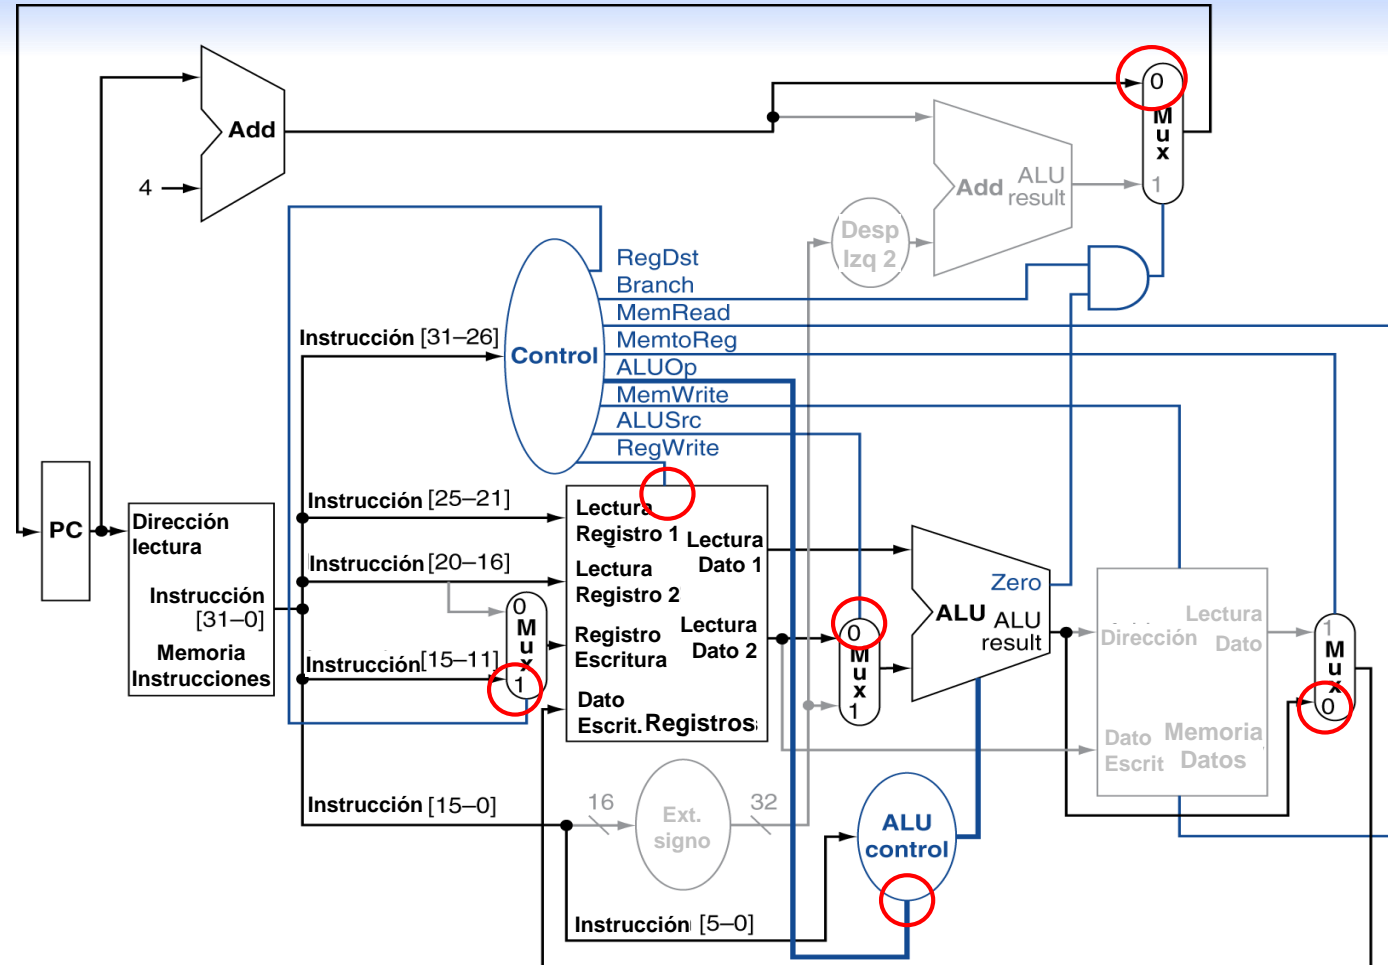 0
Mux
1
Add
4
Add ALU
result
Desp
Izq 2
RegDst
Branch
MemRead
MemtoReg
ALUOp
MemWrite
ALUSrc
RegWrite
Instrucción [31–26]
Control
PC
Dirección
lectura
Instrucción
[31–0]
Memoria
Instrucciones
Instrucción [25–21]
Instrucción [20–16]
Instrucción [15–11]
0
Mux
1
Lectura
Registro 1
Lectura
Registro 2
Registro
Escritura
Dato
Escrit. Registros
Lectura
Dato 1
Lectura
Dato 2
0
Mux
1
Zero
ALU ALU
result
Dirección
Lectura
Dato
Dato
Escrit
Memoria
Datos
1
Mux
0
Instrucción [15–0]
16
Ext.
signo
32
ALU
control
Instrucción [5–0]